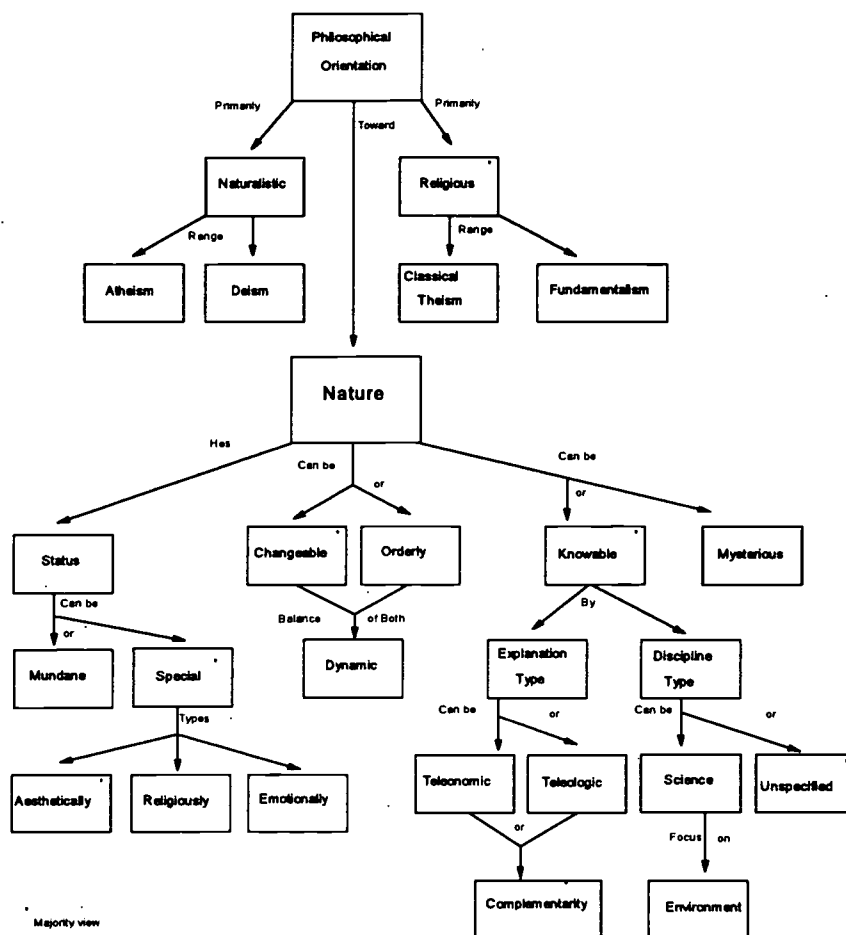 Philosophical
Orientation
Primarily
Toward
Primarily
Naturalistic
Religious
Range
Range
Atheism
Deism
Classical
Theism
Fundamentalism
Nature
Has
Can be
or
Can be
or
Status
Changeable
Orderly
Knowable
Mysterious
Can be
or
Balance
of Both
By
Mundane
Special
Dynamic
Explanation
Type
Discipline
Type
Types
Can be
or
Can be
or
Aesthetically
Religiously
Emotionally
Teleonomic
Teleologic
Science
Unspecified
or
Focus on
Complementarity
Environment
Majority view